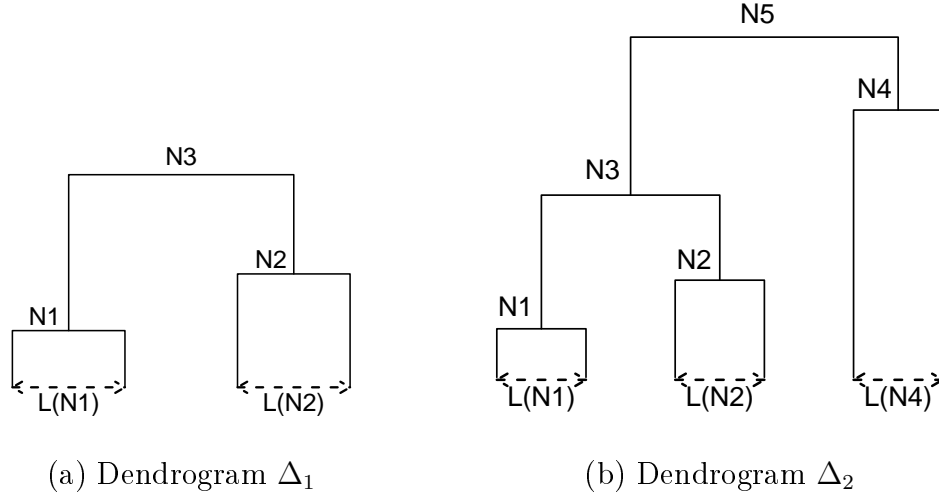 N3
N2
N1
L(N1)
L(N2)
(a) Dendrogram Δ₁
N5
N4
N3
N2
N1
L(N1)
L(N2)
L(N4)
(b) Dendrogram Δ₂